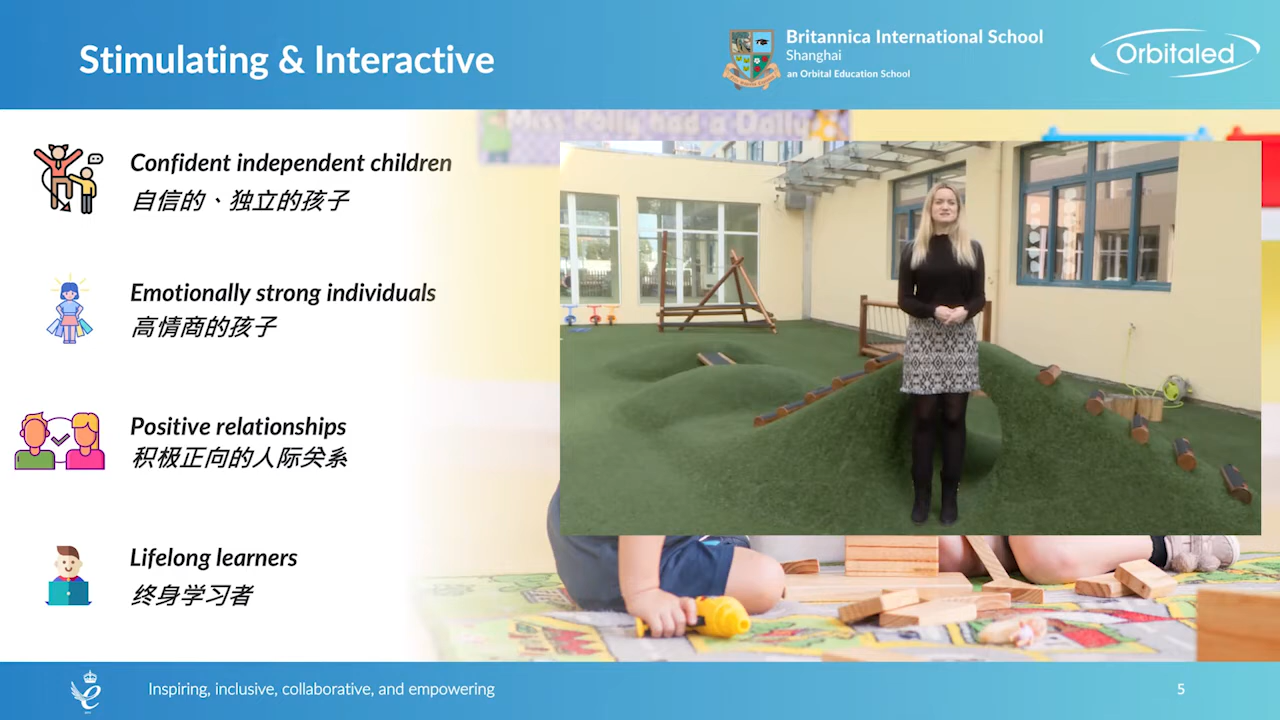 Stimulating & Interactive
Britannica International School
Shanghai
an Orbital Education School
Orbitaled
Miss Polly had a Dolly
Confident independent children
自信的、独立的孩子
Emotionally strong individuals
高情商的孩子
Positive relationships
积极正向的人际关系
Lifelong learners
终身学习者
Inspiring, inclusive, collaborative, and empowering
5